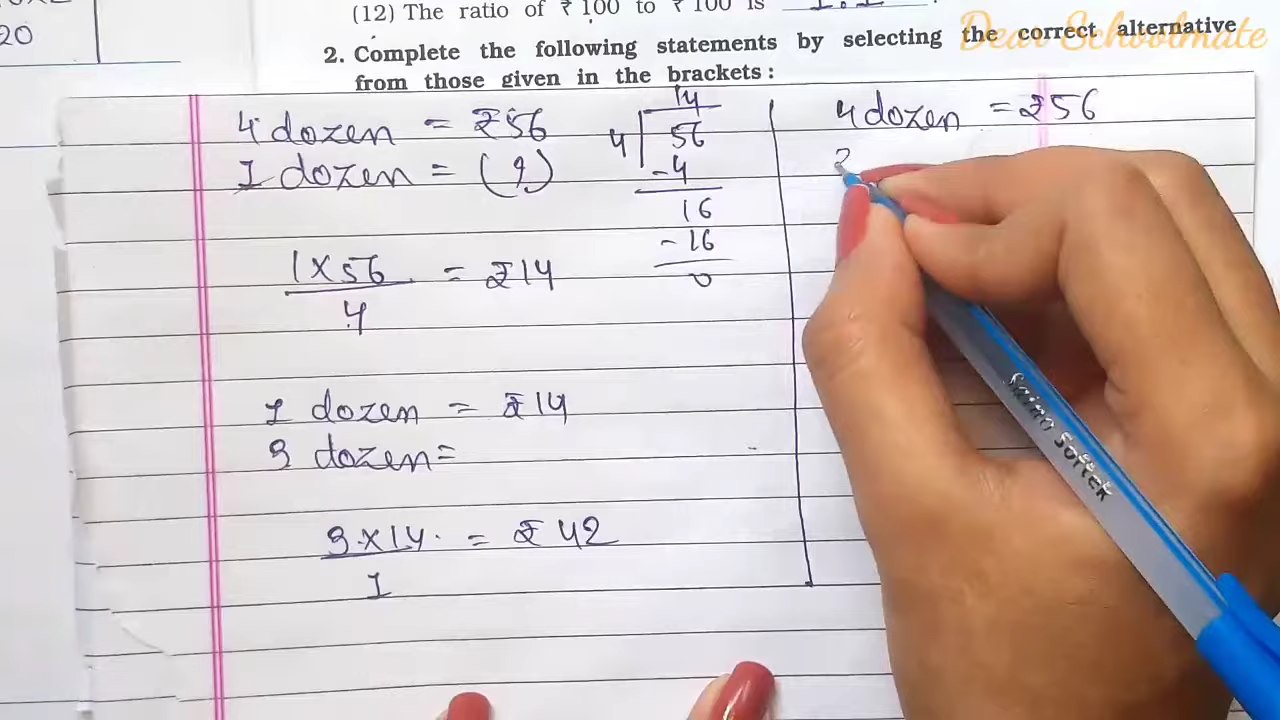 20
(12) The ratio of ₹ 100 to ₹ 100 is 1:1.
Dear Schoolmate
2. Complete the following statements by selecting the correct alternative
from those given in the brackets :
4 dozen = ₹56
1 dozen = (?)
14
4 56
-4
16
-16
0
1 × 56 = ₹14
4
1 dozen = ₹14
3 dozen =
3 × 14 = ₹42
1
4 dozen = ₹56
3
Saino Softek